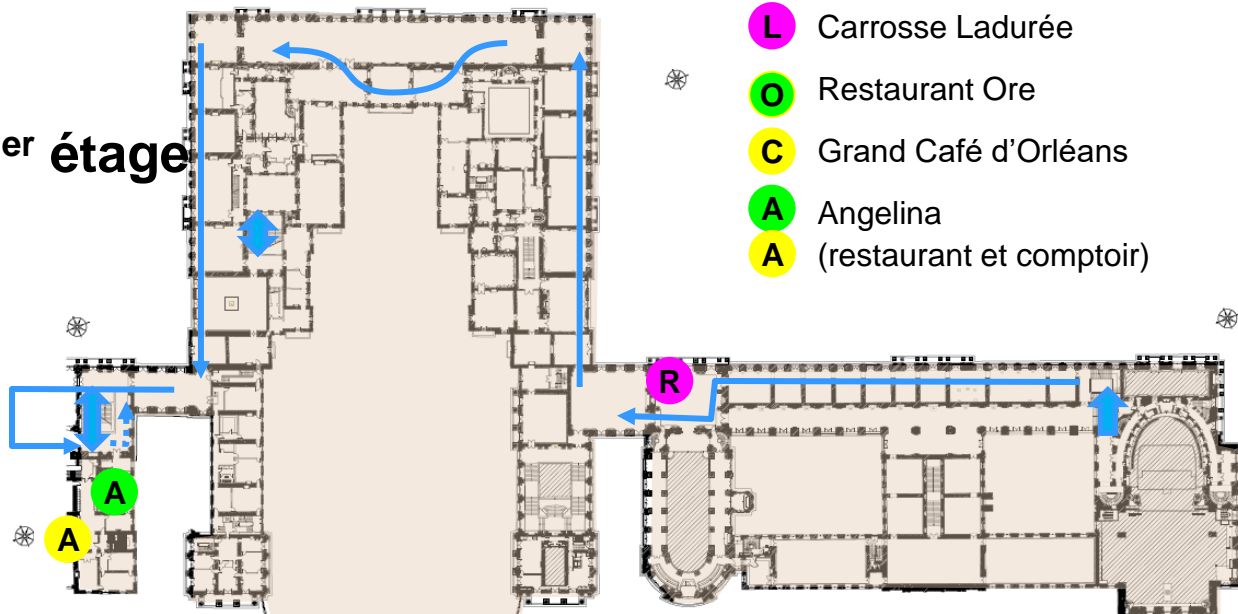 L Carrosse Ladurée
O Restaurant Ore
er étage
C Grand Café d’Orléans
A Angelina
A (restaurant et comptoir)
R
A
A